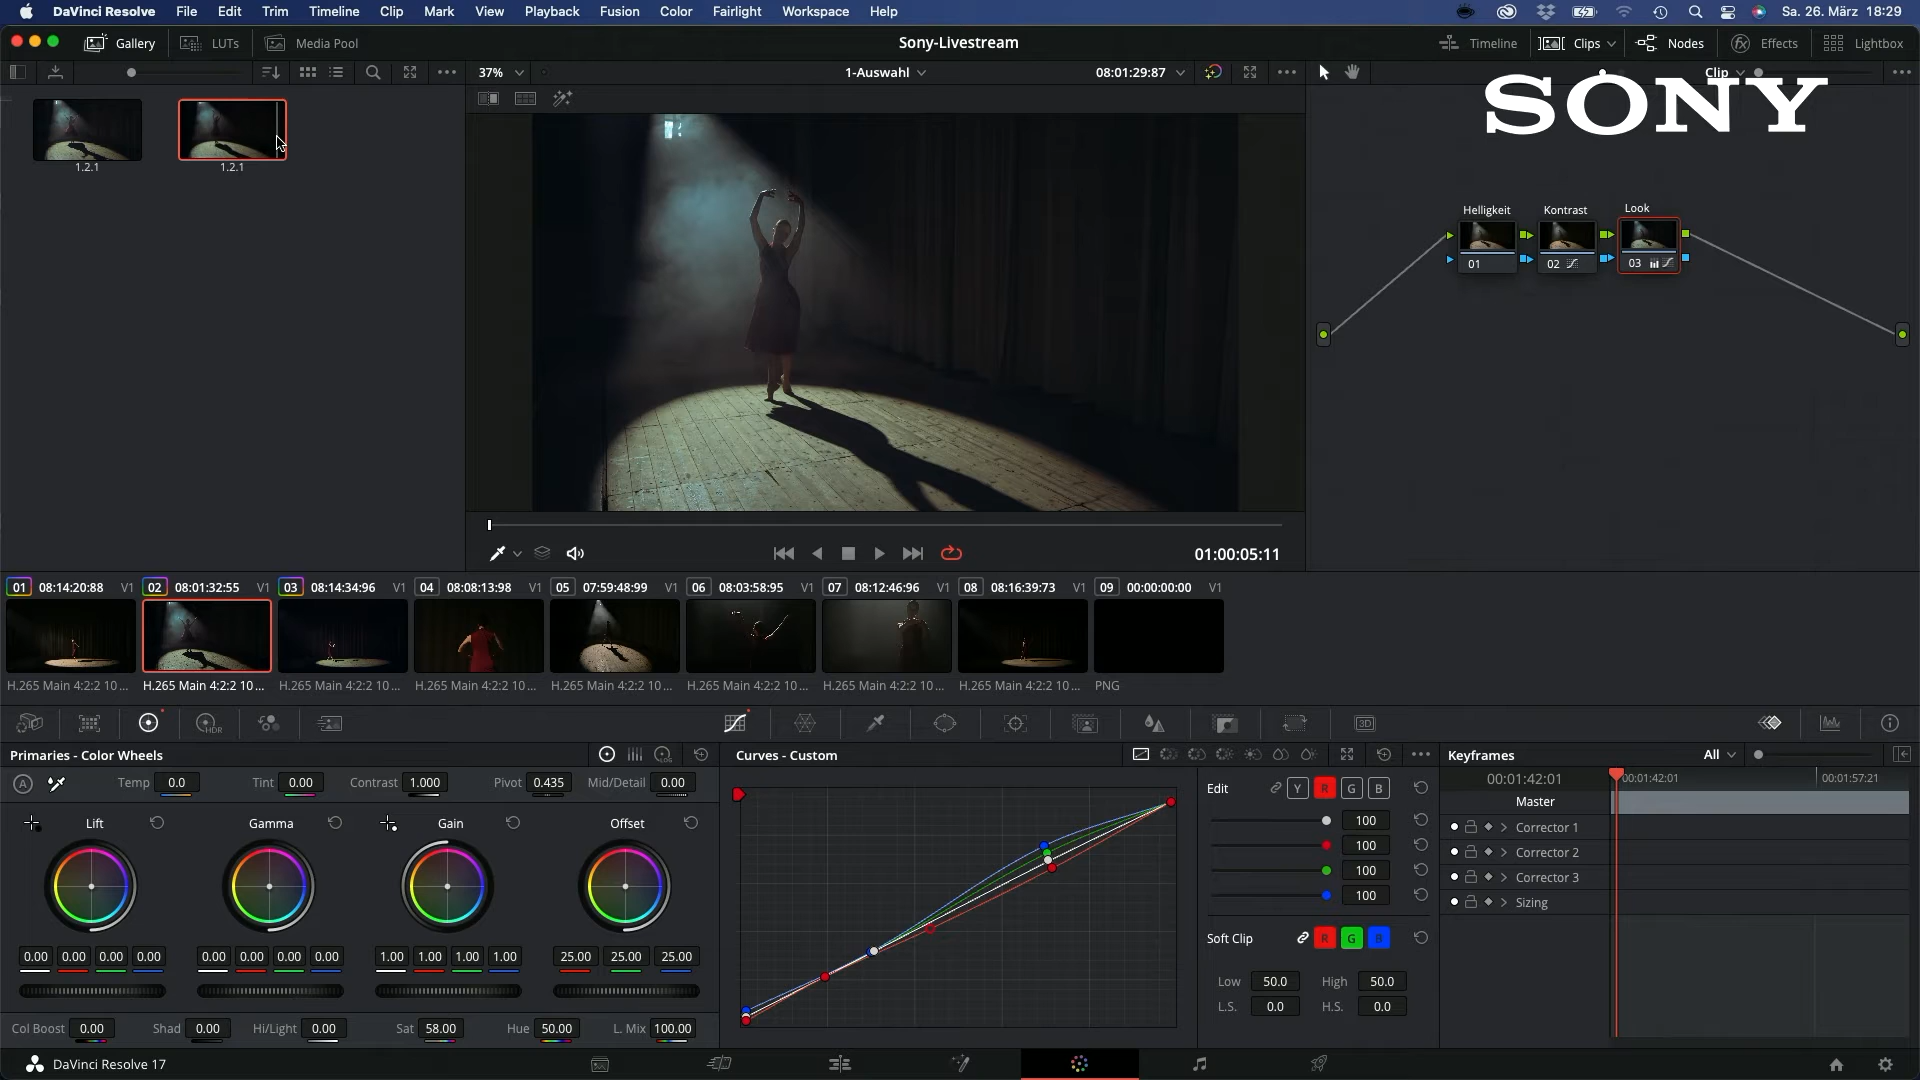 DaVinci Resolve File Edit Trim Timeline Clip Mark View Playback Fusion Color Fairlight Workspace Help Sa. 26. März 18:29
Gallery LUTs Media Pool Sony-Livestream Timeline Clips Nodes Effects Lightbox
37% 1-Auswahl 08:01:29:87 Clip
SONY
1.2.1 1.2.1
Helligkeit Kontrast Look
01 02 03
01:00:05:11
01 08:14:20:88 V1 02 08:01:32:55 V1 03 08:14:34:96 V1 04 08:08:13:98 V1 05 07:59:48:99 V1 06 08:03:58:95 V1 07 08:12:46:96 V1 08 08:16:39:73 V1 09 00:00:00:00 V1
H.265 Main 4:2:2 10... H.265 Main 4:2:2 10... H.265 Main 4:2:2 10... H.265 Main 4:2:2 10... H.265 Main 4:2:2 10... H.265 Main 4:2:2 10... H.265 Main 4:2:2 10... H.265 Main 4:2:2 10... PNG
HDR 3D
Primaries - Color Wheels LOG Curves - Custom Keyframes All
A Temp 0.0 Tint 0.00 Contrast 1.000 Pivot 0.435 Mid/Detail 0.00
Edit Y R G B
00:01:42:01 00:01:42:01 00:01:57:21
Master
Lift Gamma Gain Offset
100
100
100
100
Corrector 1
Corrector 2
Corrector 3
Sizing
Soft Clip R G B
0.00 0.00 0.00 0.00 0.00 0.00 0.00 0.00 1.00 1.00 1.00 1.00 25.00 25.00 25.00
Low 50.0 High 50.0
L.S. 0.0 H.S. 0.0
Col Boost 0.00 Shad 0.00 Hi/Light 0.00 Sat 58.00 Hue 50.00 L. Mix 100.00
DaVinci Resolve 17